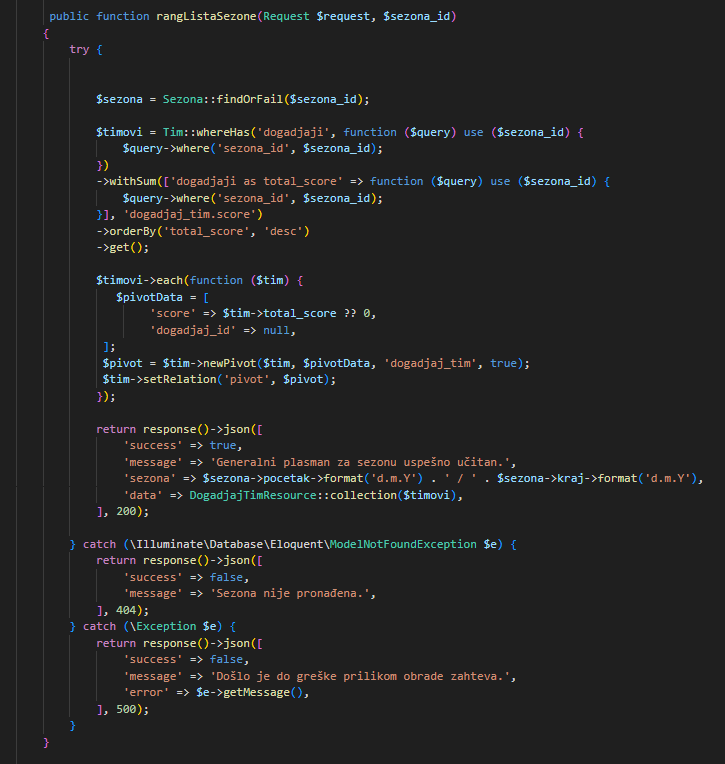 public function rangListaSezone(Request $request, $sezona_id)
{
try {
$sezona = Sezona::findOrFail($sezona_id);
$timovi = Tim::whereHas('dogadjaji', function ($query) use ($sezona_id) {
$query->where('sezona_id', $sezona_id);
})
->withSum(['dogadjaji as total_score' => function ($query) use ($sezona_id) {
$query->where('sezona_id', $sezona_id);
}], 'dogadjaj_tim.score')
->orderBy('total_score', 'desc')
->get();
$timovi->each(function ($tim) {
$pivotData = [
'score' => $tim->total_score ?? 0,
'dogadjaj_id' => null,
];
$pivot = $tim->newPivot($tim, $pivotData, 'dogadjaj_tim', true);
$tim->setRelation('pivot', $pivot);
});
return response()->json([
'success' => true,
'message' => 'Generalni plasman za sezonu uspešno učitan.',
'sezona' => $sezona->pocetak->format('d.m.Y') . ' / ' . $sezona->kraj->format('d.m.Y'),
'data' => DogadjajTimResource::collection($timovi),
], 200);
} catch (\Illuminate\Database\Eloquent\ModelNotFoundException $e) {
return response()->json([
'success' => false,
'message' => 'Sezona nije pronađena.',
], 404);
} catch (\Exception $e) {
return response()->json([
'success' => false,
'message' => 'Došlo je do greške prilikom obrade zahteva.',
'error' => $e->getMessage(),
], 500);
}
}